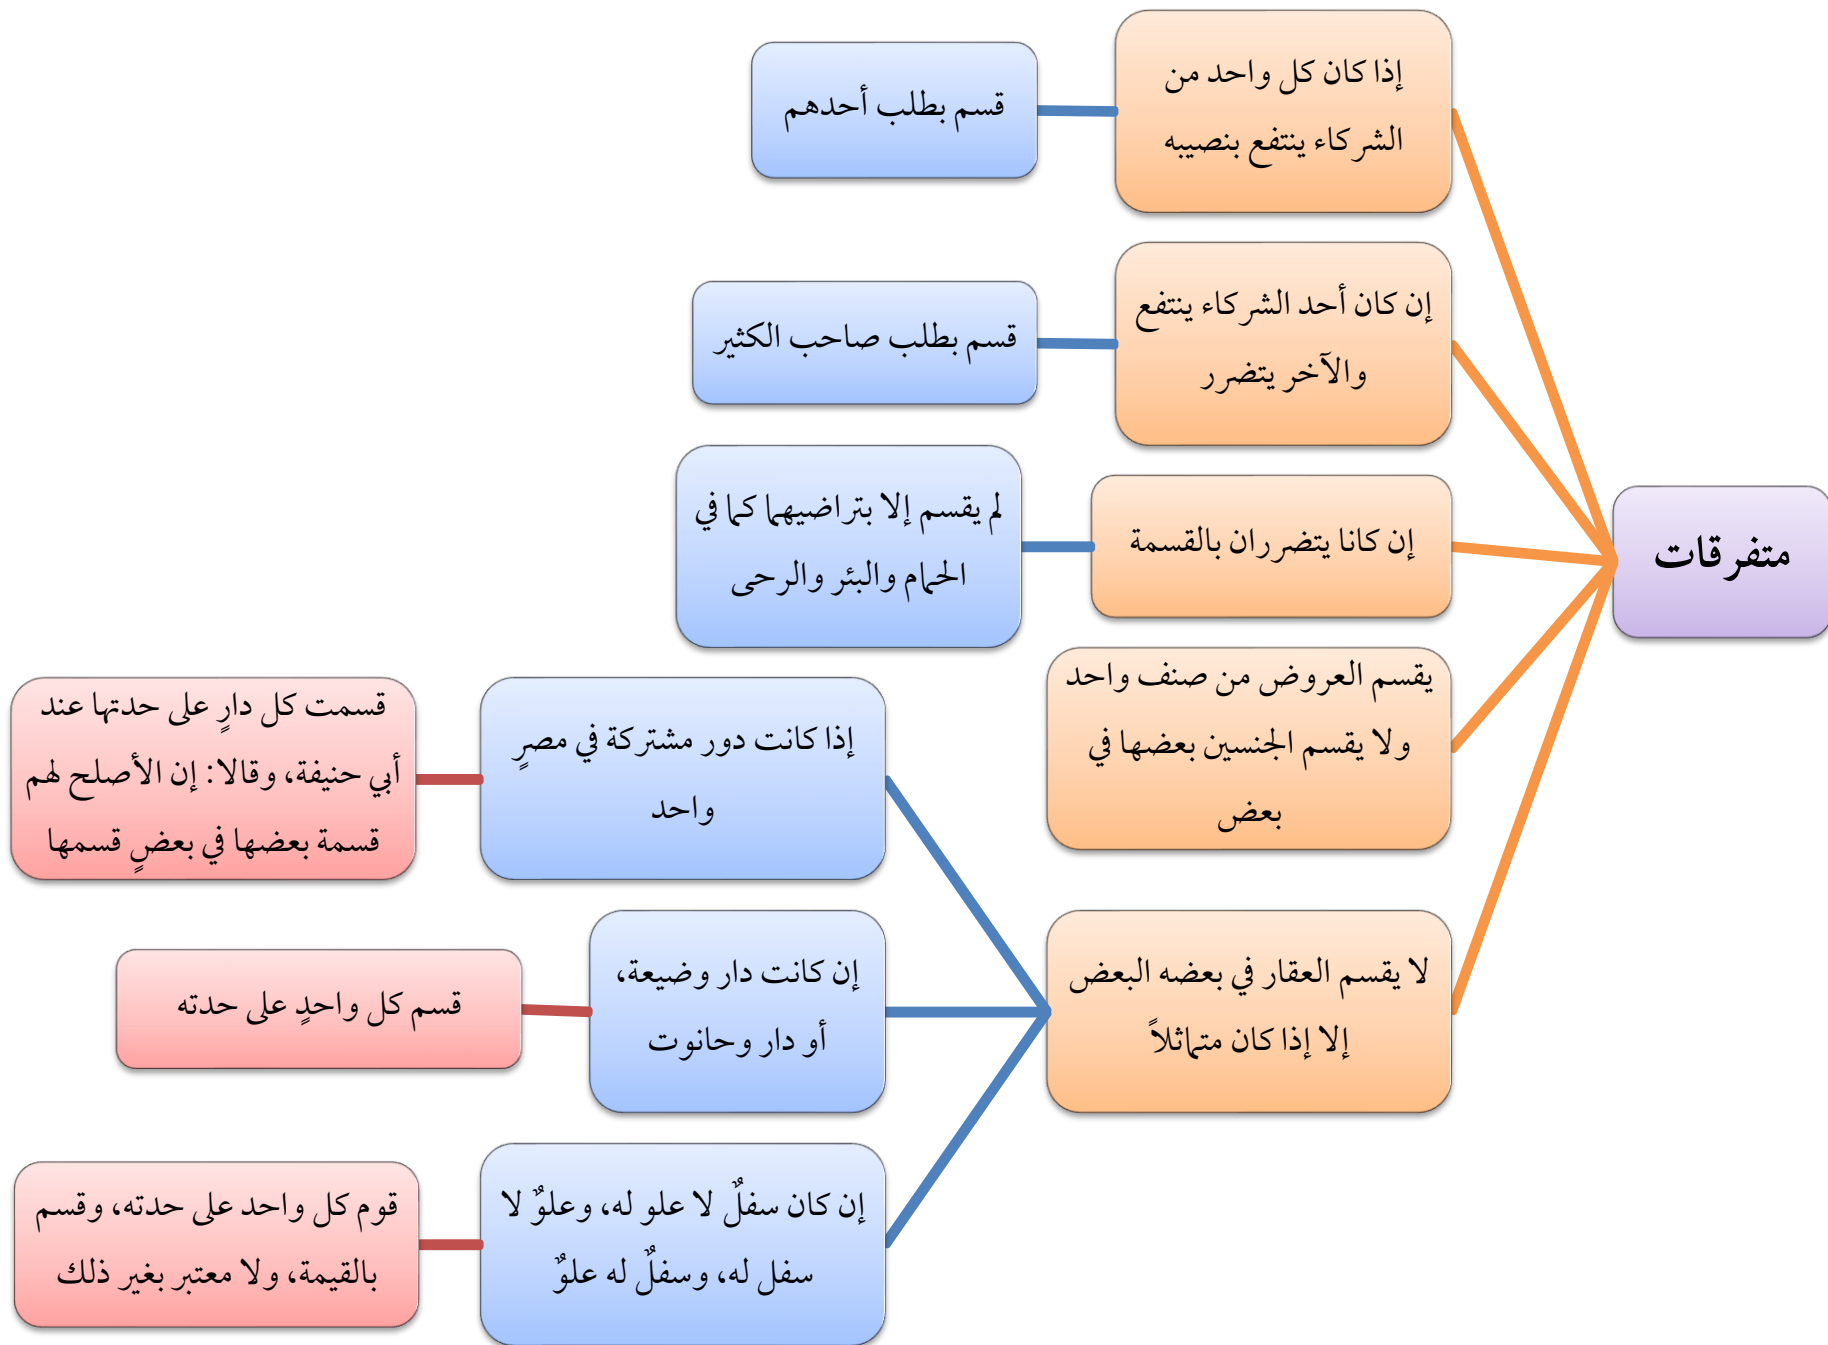 متفرقات
إذا كان كل واحد من
الشركاء ينتفع بنصيبه
قسم بطلب أحدهم
إن كان أحد الشركاء ينتفع
والآخر يتضرر
قسم بطلب صاحب الكثير
إن كانا يتضرران بالقسمة
لم يقسم إلا بتراضيهما كما في
الحمام والبئر والرحى
يقسم العروض من صنف واحد
ولا يقسم الجنسين بعضها في
بعض
لا يقسم العقار في بعضه البعض
إلا إذا كان متماثلاً
إذا كانت دور مشتركة في مصرٍ
واحد
قسمت كل دارٍ على حدتها عند
أبي حنيفة، وقالا: إن الأصلح لهم
قسمة بعضها في بعضٍ قسمها
إن كانت دار وضيعة،
أو دار وحانوت
قسم كل واحدٍ على حدته
إن كان سفلٌ لا علو له، وعلوٌ لا
سفل له، وسفلٌ له علوٌ
قوم كل واحد على حدته، وقسم
بالقيمة، ولا معتبر بغير ذلك